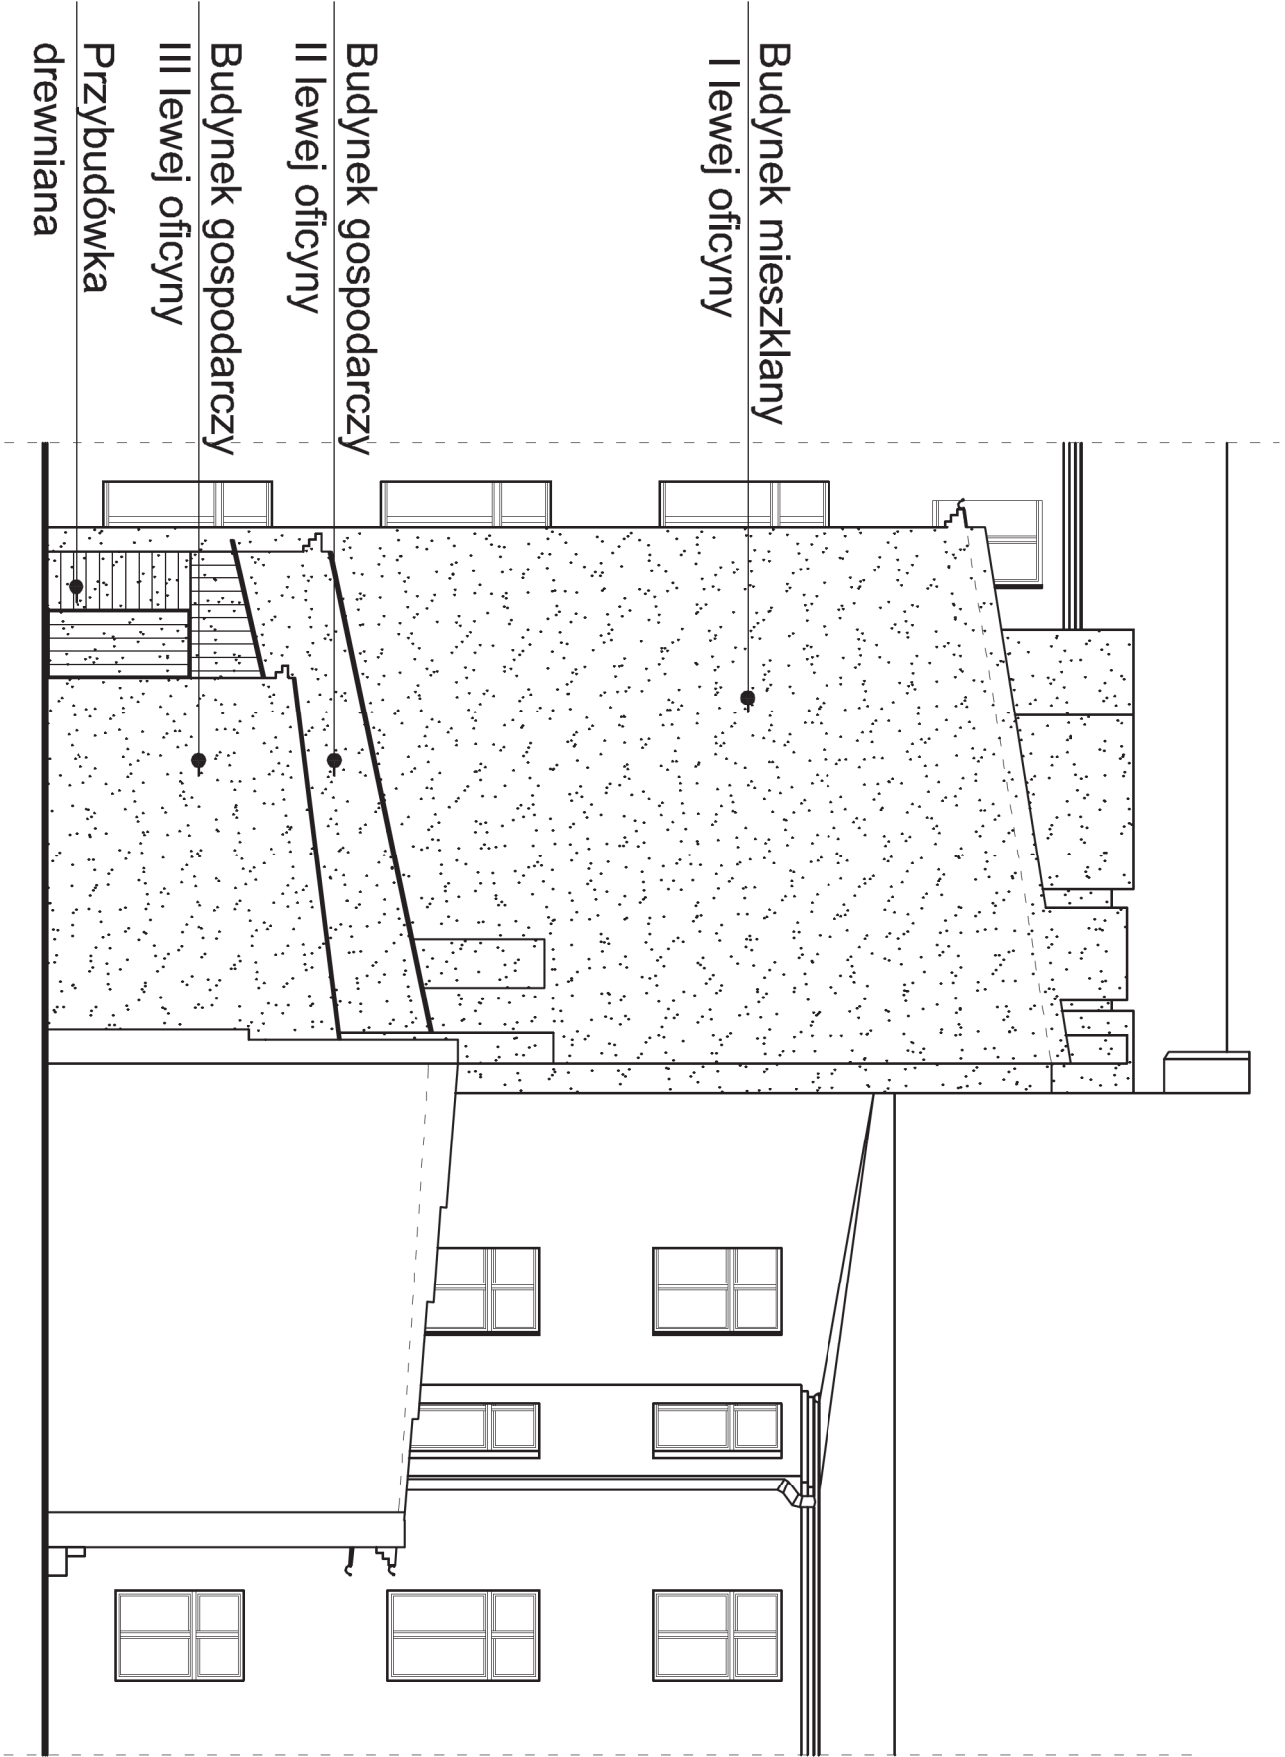 Budynek mieszklany
I lewej oficyny
Budynek gospodarczy
II lewej oficyny
Budynek gospodarczy
III lewej oficyny
Przybudówka
drewniana